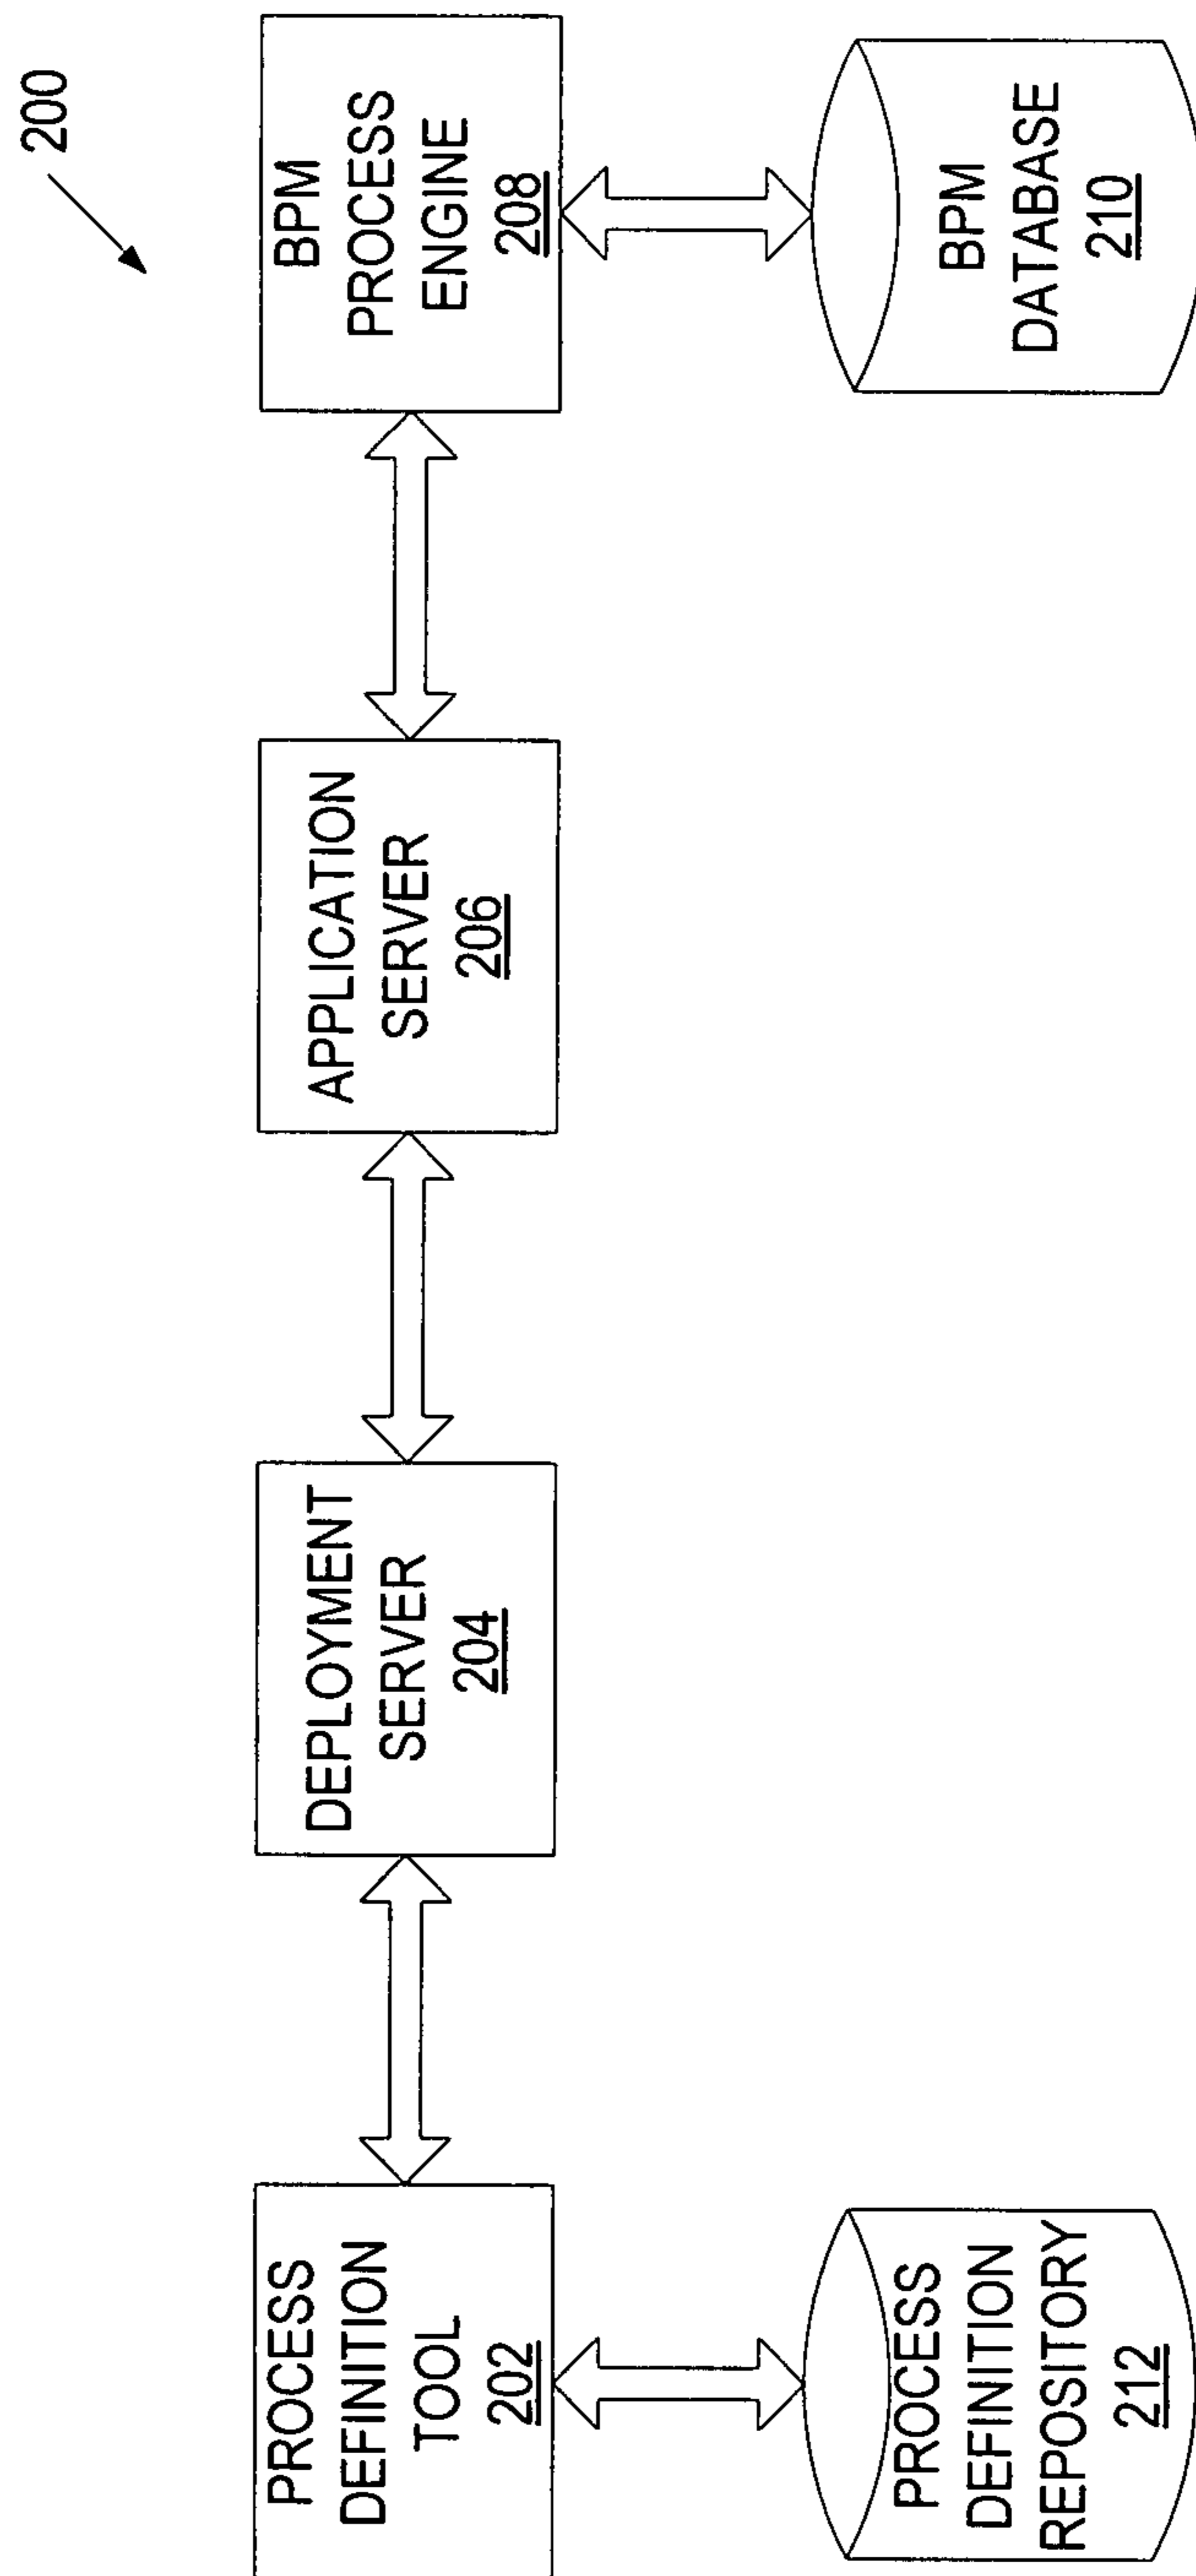 200
PROCESS
DEFINITION
TOOL
202
DEPLOYMENT
SERVER
204
APPLICATION
SERVER
206
BPM
PROCESS
ENGINE
208
PROCESS
DEFINITION
REPOSITORY
212
BPM
DATABASE
210